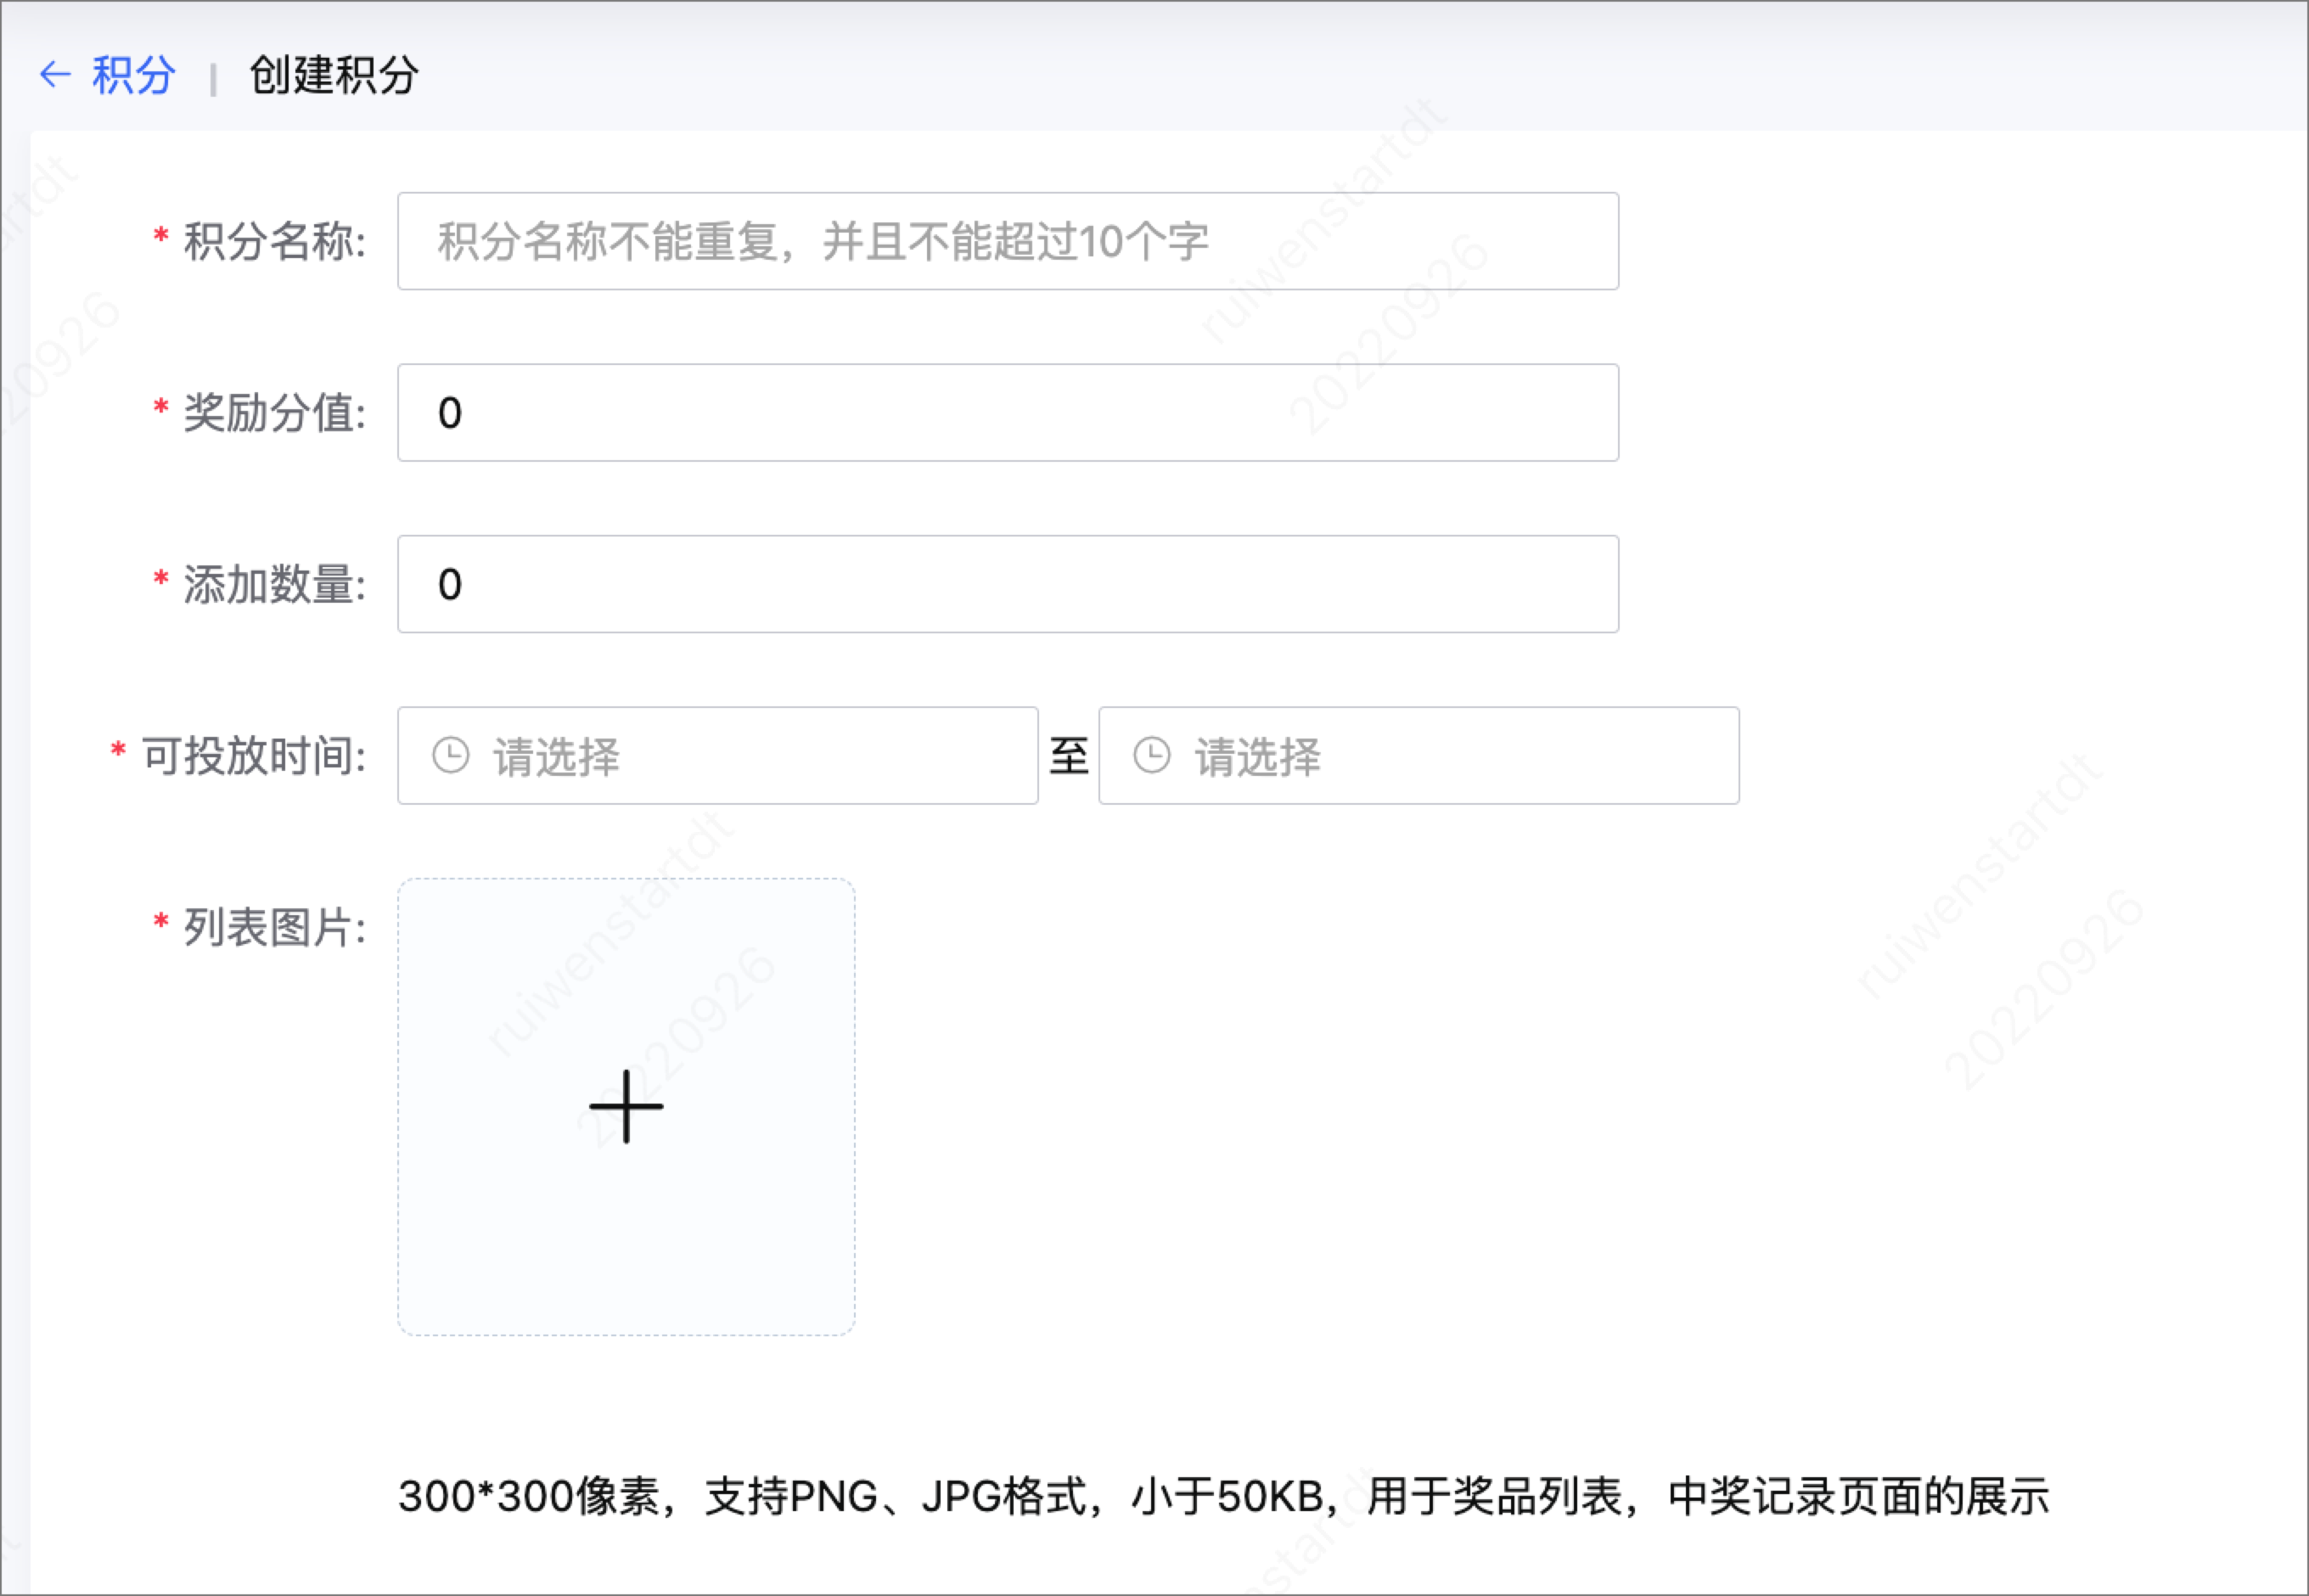 ← 积分 | 创建积分
* 积分名称: 积分名称不能重复，并且不能超过10个字
* 奖励分值: 0
* 添加数量: 0
* 可投放时间: 请选择 至 请选择
* 列表图片:
300*300像素，支持PNG、JPG格式，小于50KB，用于奖品列表，中奖记录页面的展示
ruiwenstartdt
20220926
ruiwenstartdt
20220926
ruiwenstartdt
20220926